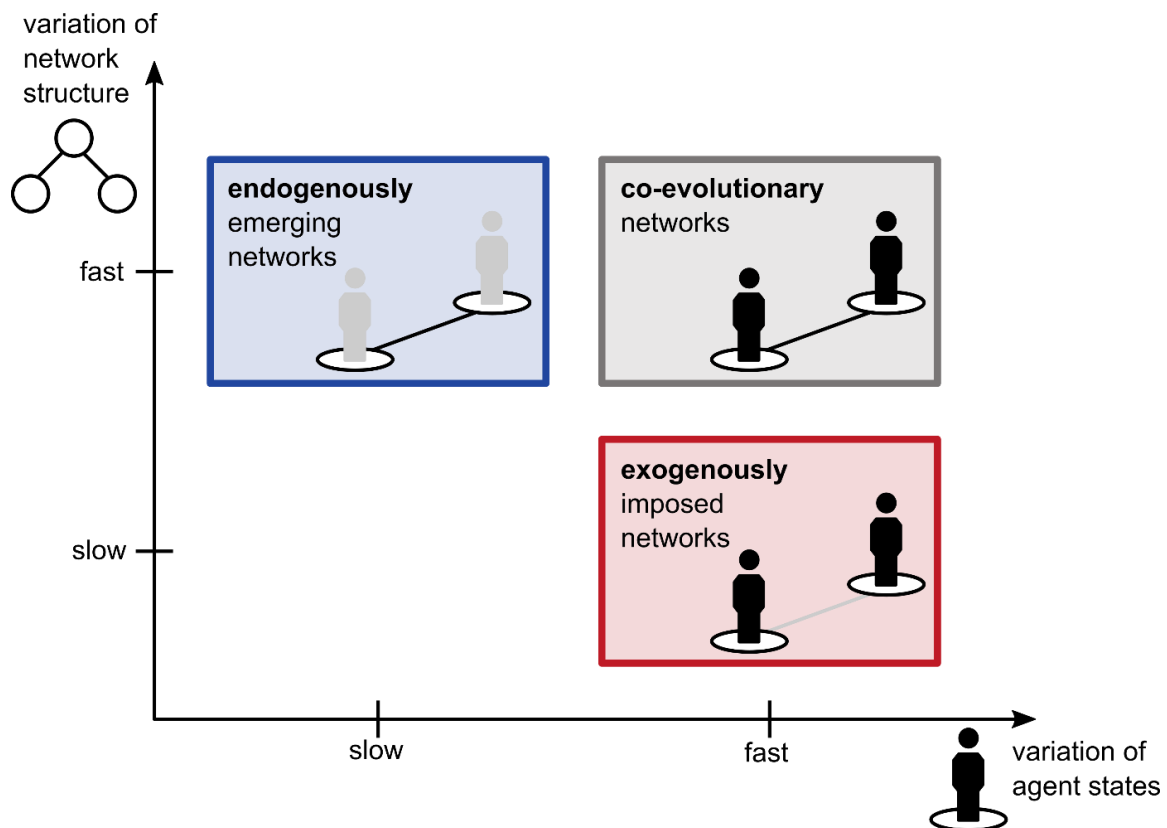 variation of
network
structure
endogenously
emerging
networks
co-evolutionary
networks
fast
exogenously
imposed
networks
slow
slow
fast
variation of
agent states